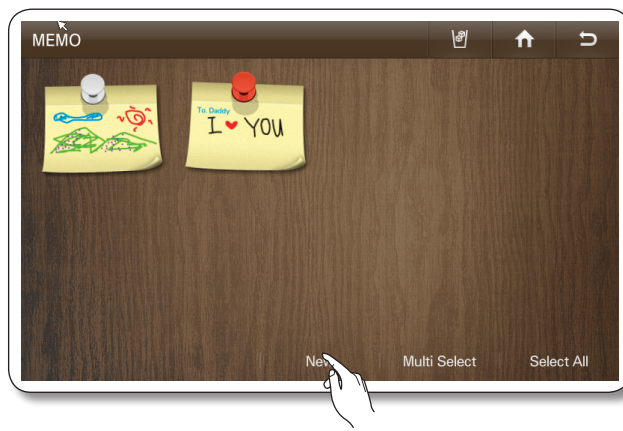 MEMO
To. Daddy
I ❤ YOU
Multi Select
Select All